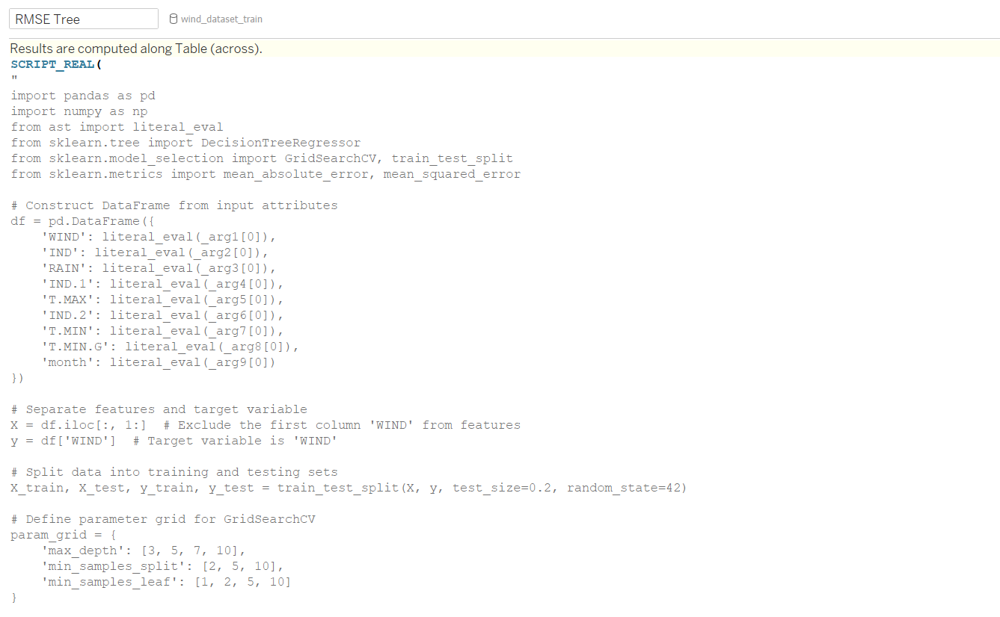 RMSE Tree
wind_dataset_train
Results are computed along Table (across).
SCRIPT_REAL(
"
import pandas as pd
import numpy as np
from ast import literal_eval
from sklearn.tree import DecisionTreeRegressor
from sklearn.model_selection import GridSearchCV, train_test_split
from sklearn.metrics import mean_absolute_error, mean_squared_error

# Construct DataFrame from input attributes
df = pd.DataFrame({
    'WIND': literal_eval(_arg1[0]),
    'IND': literal_eval(_arg2[0]),
    'RAIN': literal_eval(_arg3[0]),
    'IND.1': literal_eval(_arg4[0]),
    'T.MAX': literal_eval(_arg5[0]),
    'IND.2': literal_eval(_arg6[0]),
    'T.MIN': literal_eval(_arg7[0]),
    'T.MIN.G': literal_eval(_arg8[0]),
    'month': literal_eval(_arg9[0])
})

# Separate features and target variable
X = df.iloc[:, 1:]  # Exclude the first column 'WIND' from features
y = df['WIND']  # Target variable is 'WIND'

# Split data into training and testing sets
X_train, X_test, y_train, y_test = train_test_split(X, y, test_size=0.2, random_state=42)

# Define parameter grid for GridSearchCV
param_grid = {
    'max_depth': [3, 5, 7, 10],
    'min_samples_split': [2, 5, 10],
    'min_samples_leaf': [1, 2, 5, 10]
}